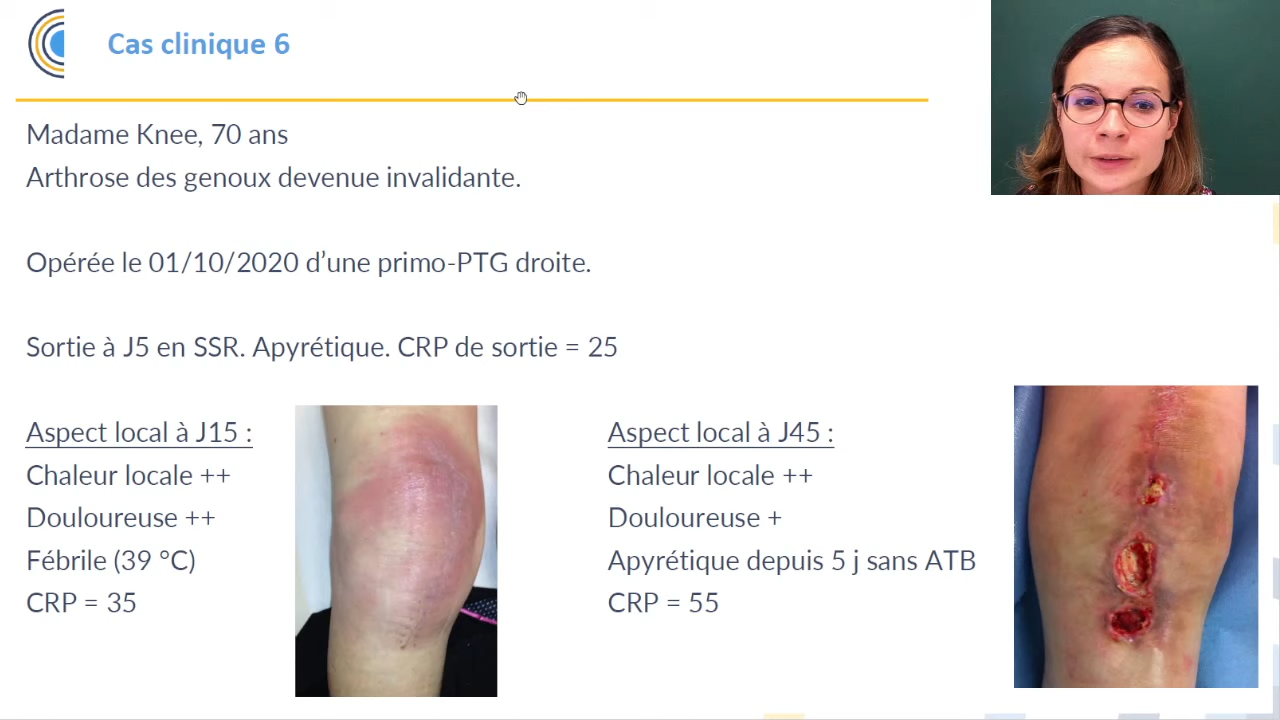 Cas clinique 6
Madame Knee, 70 ans
Arthrose des genoux devenue invalidante.
Opérée le 01/10/2020 d’une primo-PTG droite.
Sortie à J5 en SSR. Apyrétique. CRP de sortie = 25
Aspect local à J15 :
Chaleur locale ++
Douloureuse ++
Fébrile (39 °C)
CRP = 35
Aspect local à J45 :
Chaleur locale ++
Douloureuse +
Apyrétique depuis 5 j sans ATB
CRP = 55